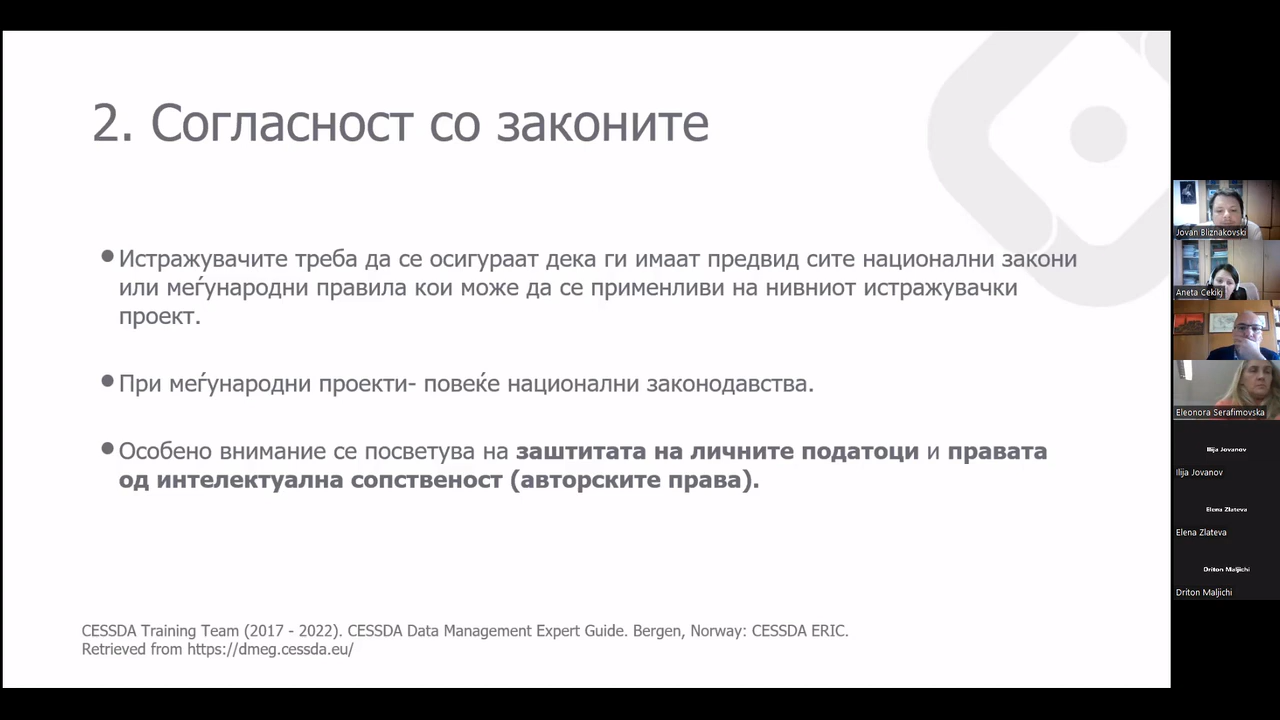 2. Согласност со законите
•Истражувачите треба да се осигураат дека ги имаат предвид сите национални закони
или меѓународни правила кои може да се применливи на нивниот истражувачки
проект.
•При меѓународни проекти- повеќе национални законодавства.
•Особено внимание се посветува на заштитата на личните податоци и правата
од интелектуална сопственост (авторските права).
CESSDA Training Team (2017 - 2022). CESSDA Data Management Expert Guide. Bergen, Norway: CESSDA ERIC.
Retrieved from https://dmeg.cessda.eu/
Jovan Bliznakovski
Aneta Cekikj
Eleonora Serafimovska
Ilija Jovanov
Ilija Jovanov
Elena Zlateva
Elena Zlateva
Driton Maljichi
Driton Maljichi